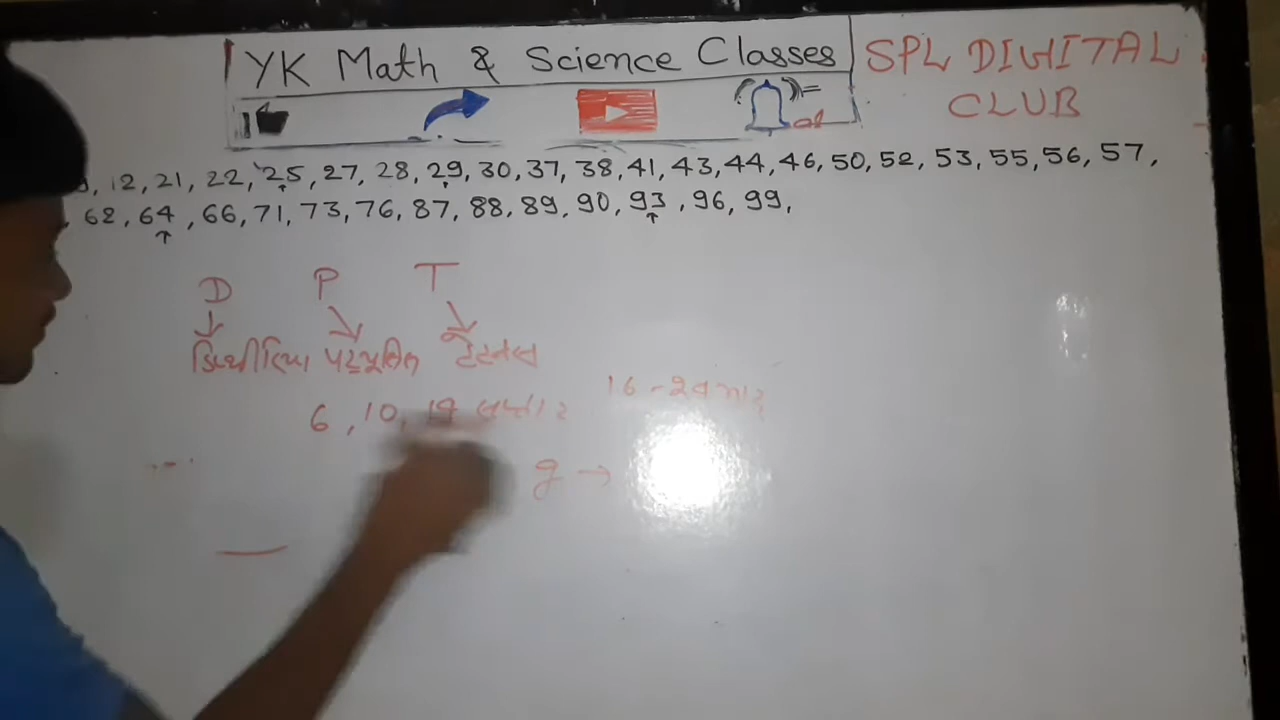 YK Math & Science Classes
SPL DIGITAL
CLUB
, 12, 21, 22, 25, 27, 28, 29, 30, 37, 38, 41, 43, 44, 46, 50, 52, 53, 55, 56, 57,
62, 64, 66, 71, 73, 76, 87, 88, 89, 90, 93, 96, 99,
D P T
6, 10,
16 - 24
g →